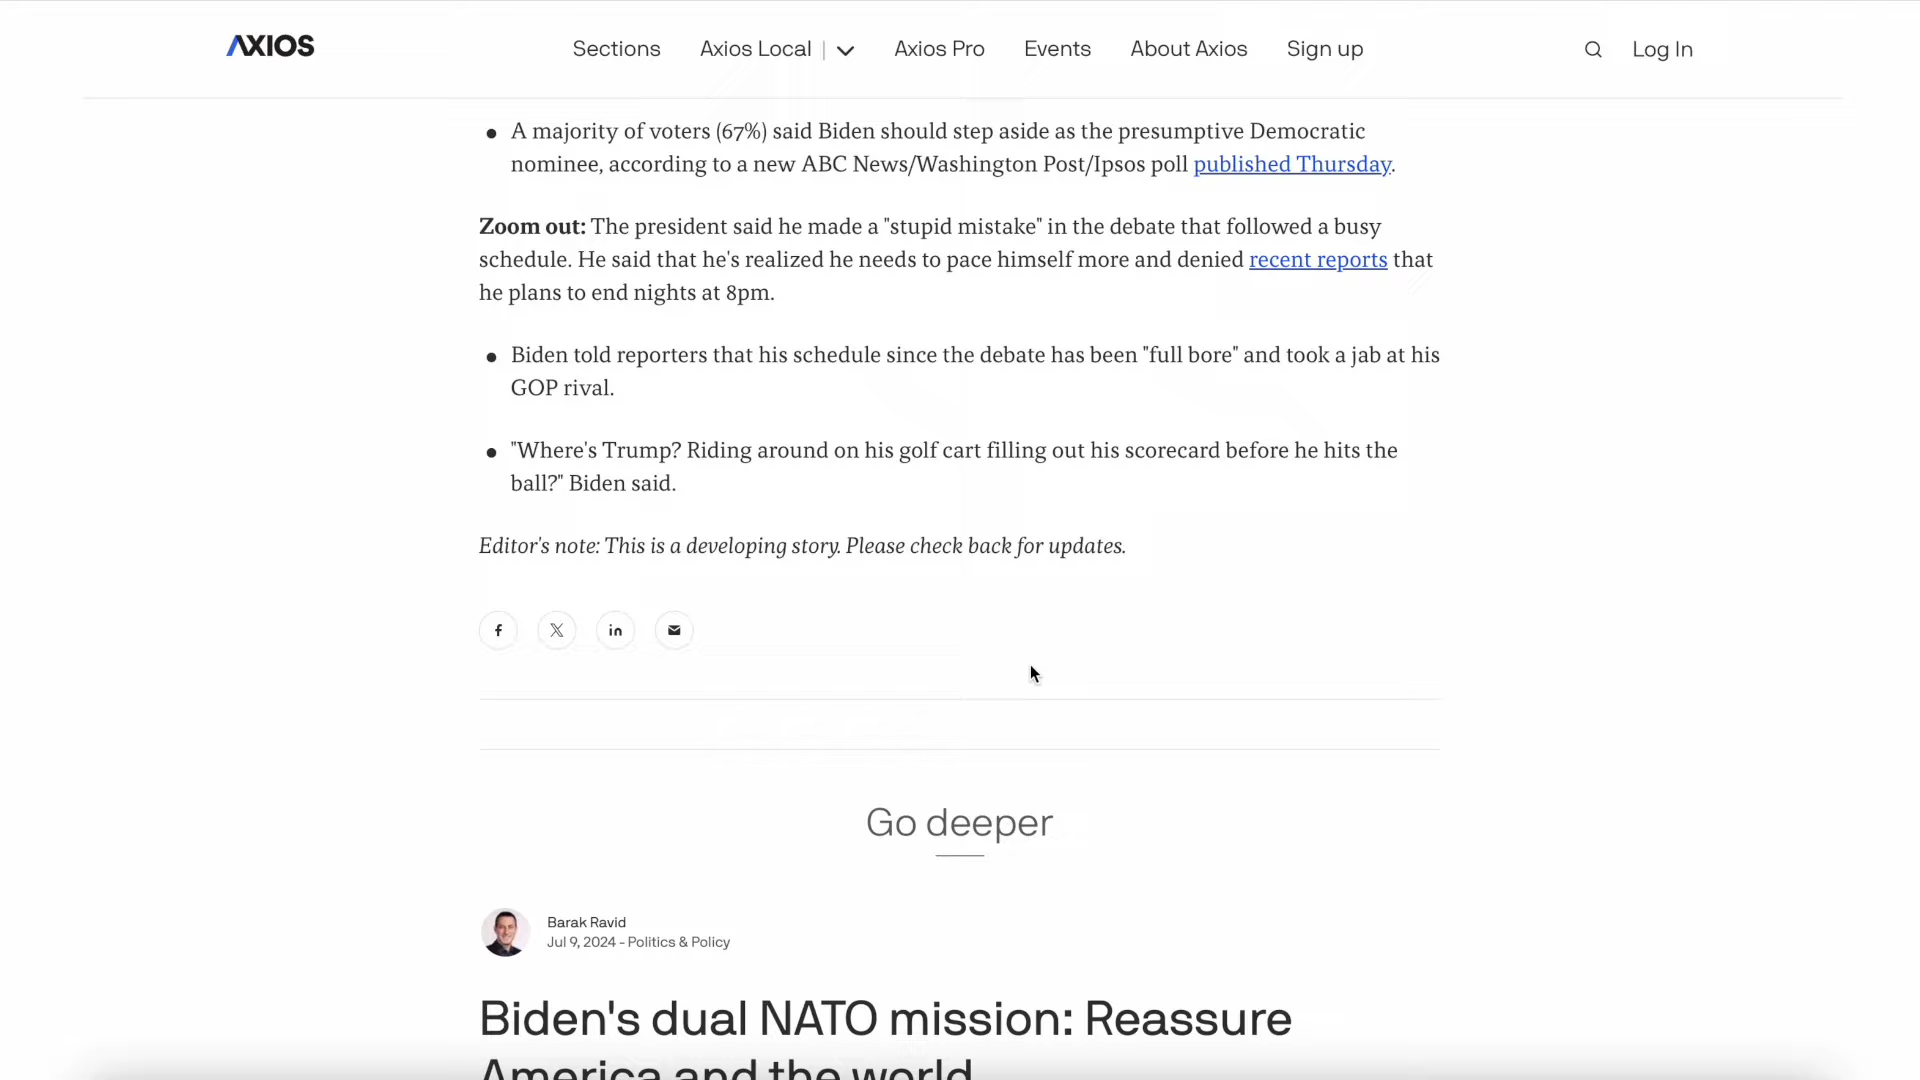 AXIOS
Sections Axios Local Axios Pro Events About Axios Sign up Log In
A majority of voters (67%) said Biden should step aside as the presumptive Democratic
nominee, according to a new ABC News/Washington Post/Ipsos poll published Thursday.
Zoom out: The president said he made a "stupid mistake" in the debate that followed a busy
schedule. He said that he's realized he needs to pace himself more and denied recent reports that
he plans to end nights at 8pm.
Biden told reporters that his schedule since the debate has been "full bore" and took a jab at his
GOP rival.
"Where's Trump? Riding around on his golf cart filling out his scorecard before he hits the
ball?" Biden said.
Editor's note: This is a developing story. Please check back for updates.
Go deeper
Barak Ravid
Jul 9, 2024 - Politics & Policy
Biden's dual NATO mission: Reassure
America and the world